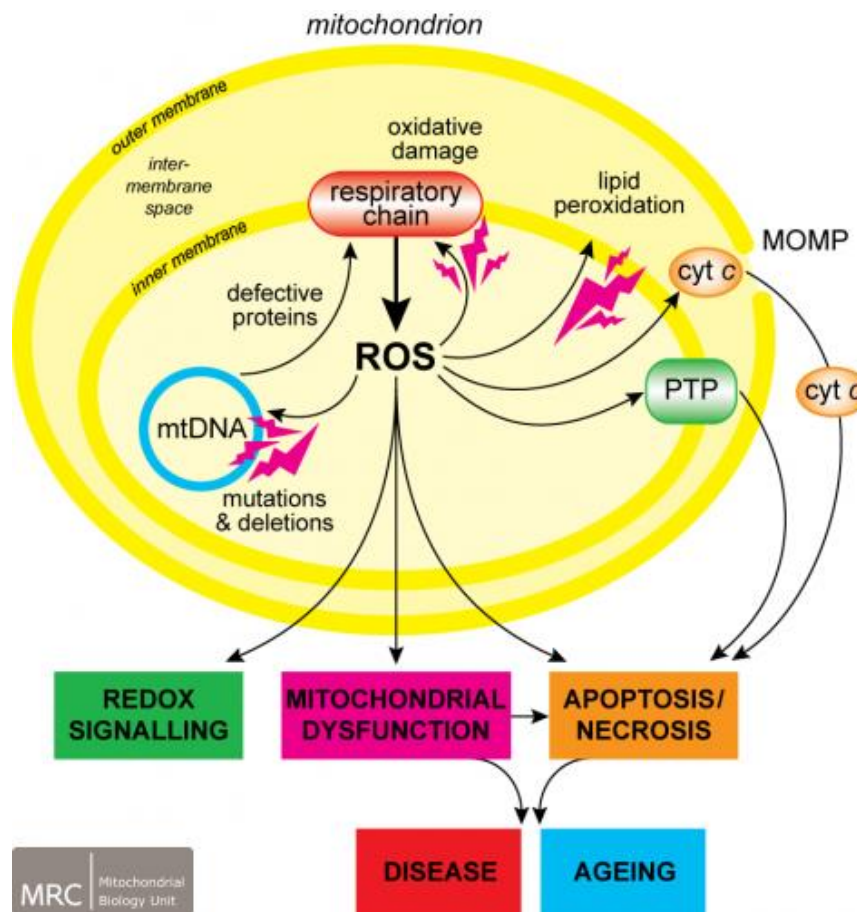 mitochondrion
outer membrane
inter-
membrane
space
inner membrane
oxidative
damage
respiratory
chain
lipid
peroxidation
MOMP
cyt c
defective
proteins
ROS
PTP
cyt c
mtDNA
mutations
& deletions
REDOX
SIGNALLING
MITOCHONDRIAL
DYSFUNCTION
APOPTOSIS/
NECROSIS
DISEASE
AGEING
MRC
Mitochondrial
Biology Unit